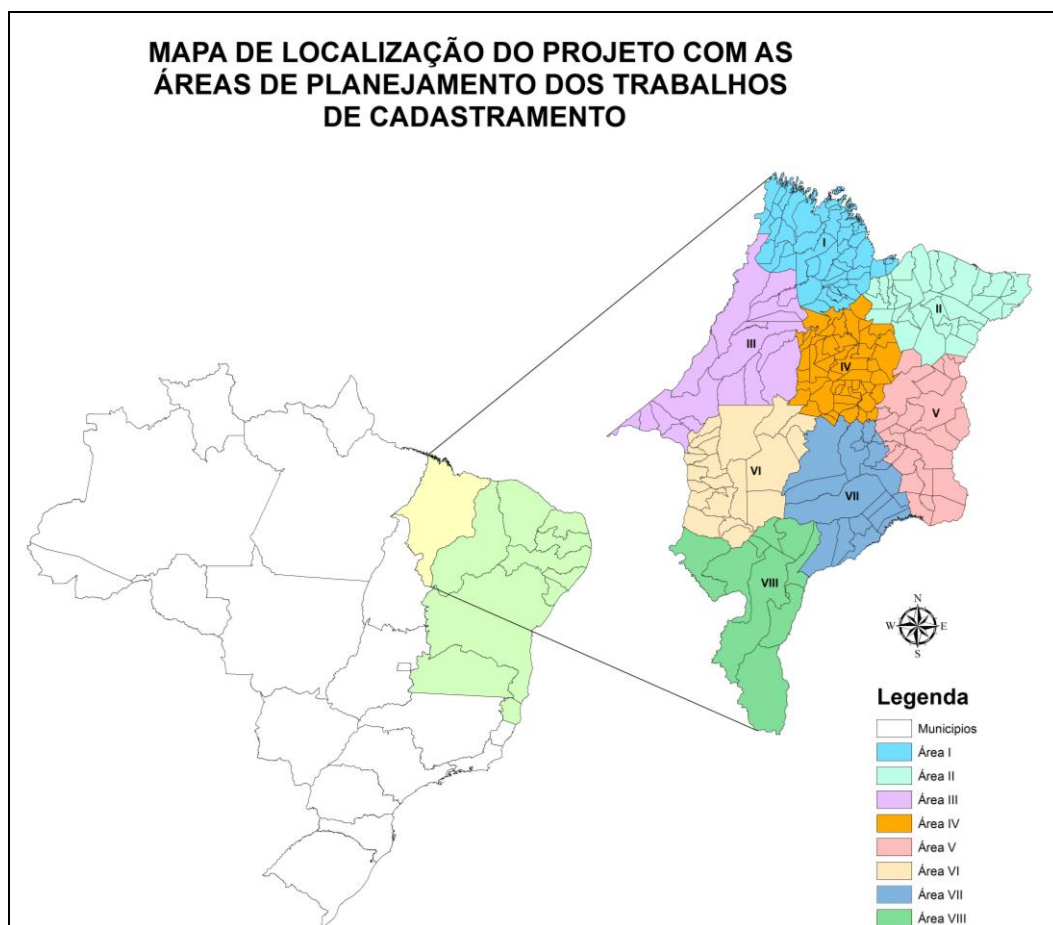 MAPA DE LOCALIZAÇÃO DO PROJETO COM AS
ÁREAS DE PLANEJAMENTO DOS TRABALHOS
DE CADASTRAMENTO
I
II
III
IV
V
VI
VII
VIII
N
W E
S
Legenda
Municipios
Área I
Área II
Área III
Área IV
Área V
Área VI
Área VII
Área VIII